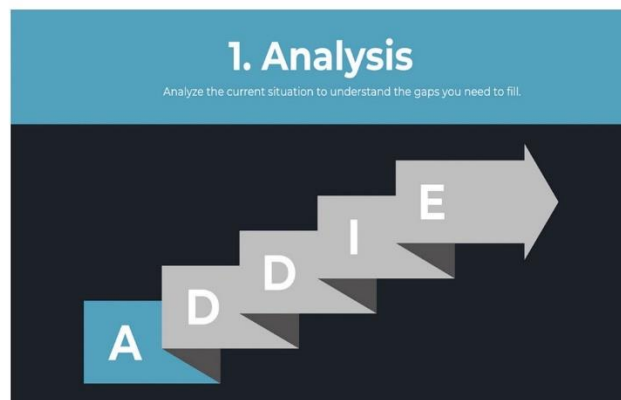 1. Analysis
Analyze the current situation to understand the gaps you need to fill.
A
D
D
I
E